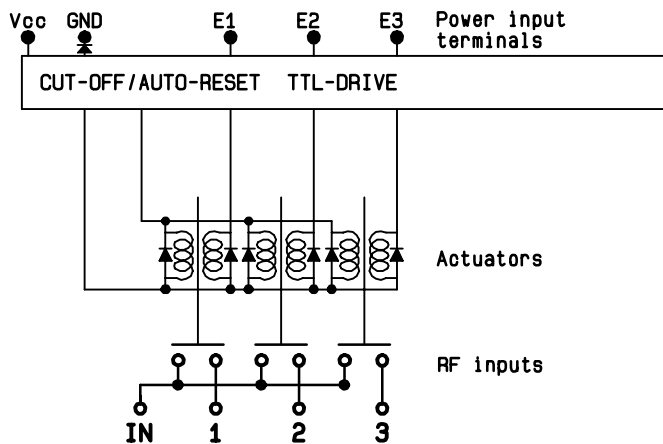 Vcc GND E1 E2 E3 Power input
terminals
CUT-OFF/AUTO-RESET TTL-DRIVE
Actuators
RF inputs
IN 1 2 3